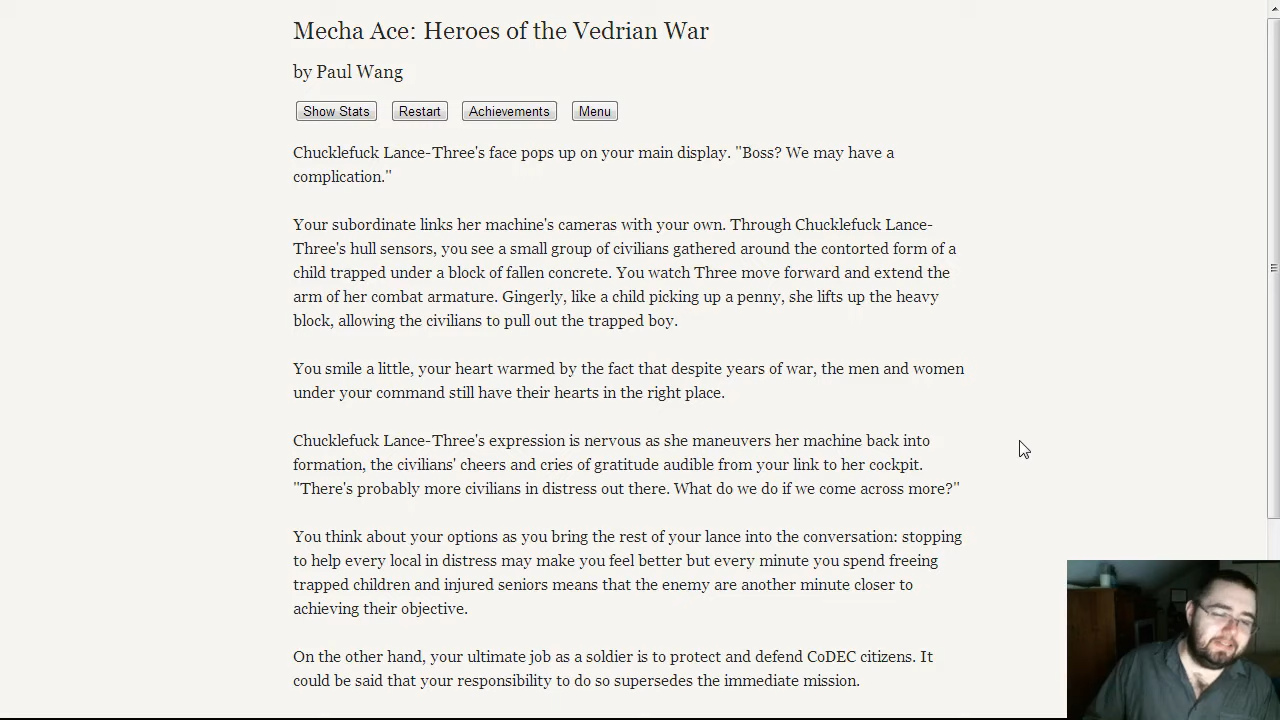 Mecha Ace: Heroes of the Vedrian War
by Paul Wang
Show Stats Restart Achievements Menu
Chucklefuck Lance-Three's face pops up on your main display. "Boss? We may have a
complication."
Your subordinate links her machine's cameras with your own. Through Chucklefuck Lance-
Three's hull sensors, you see a small group of civilians gathered around the contorted form of a
child trapped under a block of fallen concrete. You watch Three move forward and extend the
arm of her combat armature. Gingerly, like a child picking up a penny, she lifts up the heavy
block, allowing the civilians to pull out the trapped boy.
You smile a little, your heart warmed by the fact that despite years of war, the men and women
under your command still have their hearts in the right place.
Chucklefuck Lance-Three's expression is nervous as she maneuvers her machine back into
formation, the civilians' cheers and cries of gratitude audible from your link to her cockpit.
"There's probably more civilians in distress out there. What do we do if we come across more?"
You think about your options as you bring the rest of your lance into the conversation: stopping
to help every local in distress may make you feel better but every minute you spend freeing
trapped children and injured seniors means that the enemy are another minute closer to
achieving their objective.
On the other hand, your ultimate job as a soldier is to protect and defend CoDEC citizens. It
could be said that your responsibility to do so supersedes the immediate mission.